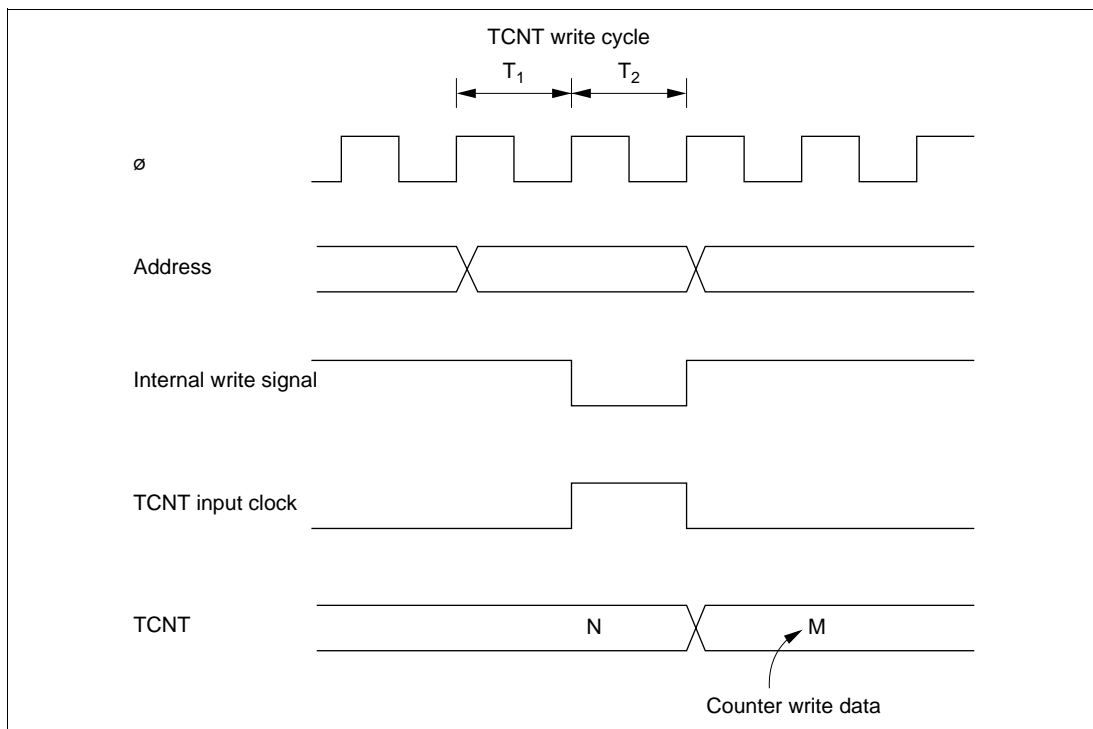 TCNT write cycle
T₁ T₂
ø
Address
Internal write signal
TCNT input clock
TCNT N M
Counter write data